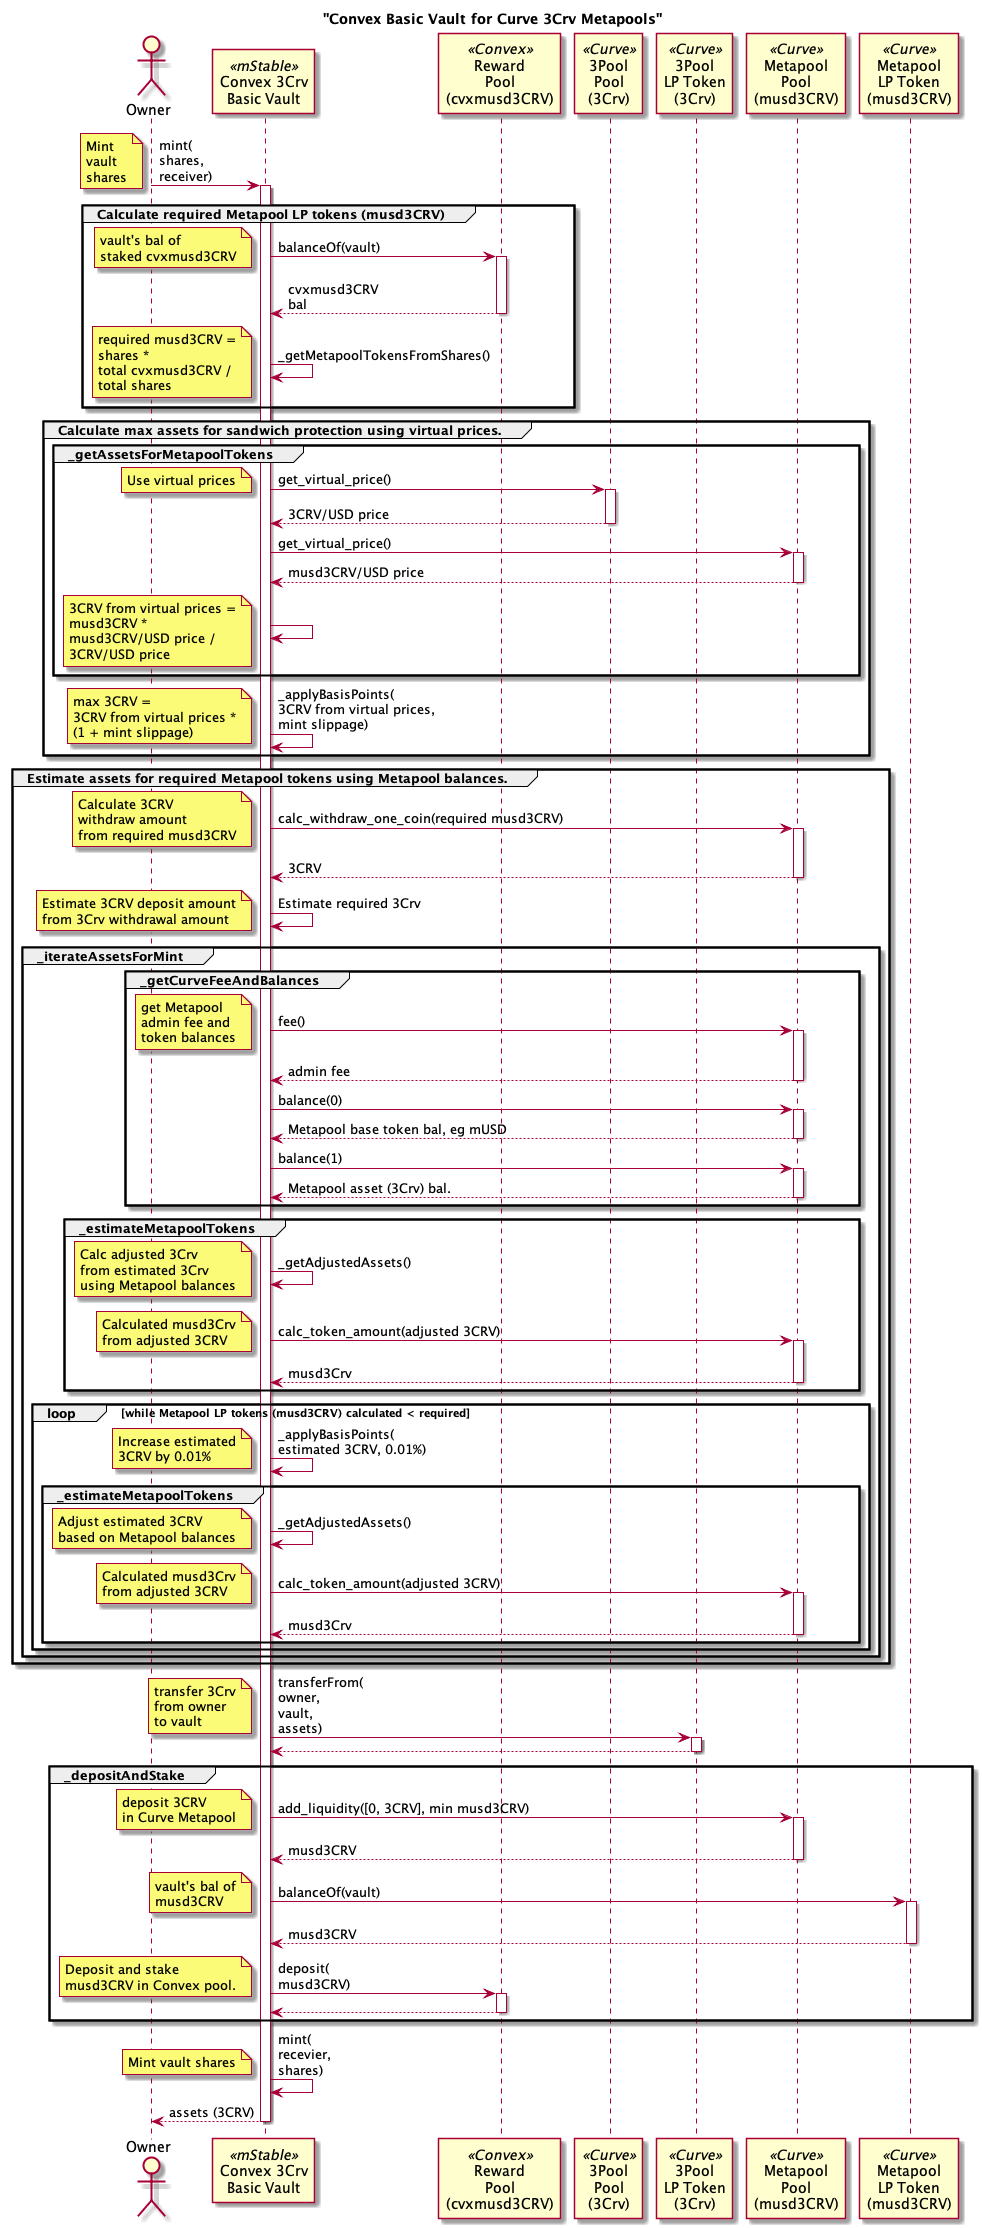 "Convex Basic Vault for Curve 3Crv Metapools"
Owner
«mStable»
Convex 3Crv
Basic Vault
«Convex»
Reward
Pool
(cvxmusd3CRV)
«Curve»
3Pool
Pool
(3Crv)
«Curve»
3Pool
LP Token
(3Crv)
«Curve»
Metapool
Pool
(musd3CRV)
«Curve»
Metapool
LP Token
(musd3CRV)
Mint
vault
shares
mint(
shares,
receiver)
Calculate required Metapool LP tokens (musd3CRV)
vault's bal of
staked cvxmusd3CRV
balanceOf(vault)
cvxmusd3CRV
bal
required musd3CRV =
shares *
total cvxmusd3CRV /
total shares
_getMetapoolTokensFromShares()
Calculate max assets for sandwich protection using virtual prices.
_getAssetsForMetapoolTokens
Use virtual prices
get_virtual_price()
3CRV/USD price
get_virtual_price()
musd3CRV/USD price
3CRV from virtual prices =
musd3CRV *
musd3CRV/USD price /
3CRV/USD price
max 3CRV =
3CRV from virtual prices *
(1 + mint slippage)
_applyBasisPoints(
3CRV from virtual prices,
mint slippage)
Estimate assets for required Metapool tokens using Metapool balances.
Calculate 3CRV
withdraw amount
from required musd3CRV
calc_withdraw_one_coin(required musd3CRV)
3CRV
Estimate 3CRV deposit amount
from 3Crv withdrawal amount
Estimate required 3Crv
_iterateAssetsForMint
_getCurveFeeAndBalances
get Metapool
admin fee and
token balances
fee()
admin fee
balance(0)
Metapool base token bal, eg mUSD
balance(1)
Metapool asset (3Crv) bal.
_estimateMetapoolTokens
Calc adjusted 3Crv
from estimated 3Crv
using Metapool balances
_getAdjustedAssets()
Calculated musd3Crv
from adjusted 3CRV
calc_token_amount(adjusted 3CRV)
musd3Crv
loop
[while Metapool LP tokens (musd3CRV) calculated < required]
Increase estimated
3CRV by 0.01%
_applyBasisPoints(
estimated 3CRV, 0.01%)
_estimateMetapoolTokens
Adjust estimated 3CRV
based on Metapool balances
_getAdjustedAssets()
Calculated musd3Crv
from adjusted 3CRV
calc_token_amount(adjusted 3CRV)
musd3Crv
transfer 3Crv
from owner
to vault
transferFrom(
owner,
vault,
assets)
_depositAndStake
deposit 3CRV
in Curve Metapool
add_liquidity([0, 3CRV], min musd3CRV)
musd3CRV
vault's bal of
musd3CRV
balanceOf(vault)
musd3CRV
Deposit and stake
musd3CRV in Convex pool.
deposit(
musd3CRV)
Mint vault shares
mint(
recevier,
shares)
assets (3CRV)
Owner
«mStable»
Convex 3Crv
Basic Vault
«Convex»
Reward
Pool
(cvxmusd3CRV)
«Curve»
3Pool
Pool
(3Crv)
«Curve»
3Pool
LP Token
(3Crv)
«Curve»
Metapool
Pool
(musd3CRV)
«Curve»
Metapool
LP Token
(musd3CRV)